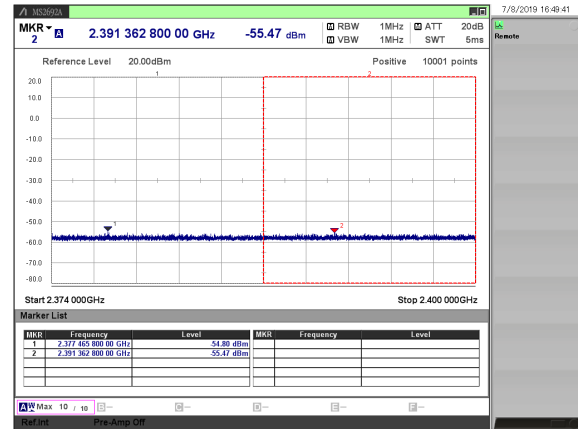 MS2692A
7/8/2019 16:49:41
MKR
2
A
2.391 362 800 00 GHz
-55.47 dBm
RBW 1MHz
ATT 20dB
VBW 1MHz
SWT 5ms
Remote
Reference Level 20.00dBm
Positive 10001 points
1
2
20.0
10.0
0.0
-10.0
-20.0
-30.0
-40.0
-50.0
-60.0
-70.0
-80.0
1
2
Start 2.374 000GHz
Stop 2.400 000GHz
Marker List
MKR Frequency Level MKR Frequency Level
1 2.377 465 800 00 GHz -54.80 dBm
2 2.391 362 800 00 GHz -55.47 dBm
A Max 10 / 10 B-- C-- D-- E-- F--
Ref.Int Pre-Amp Off